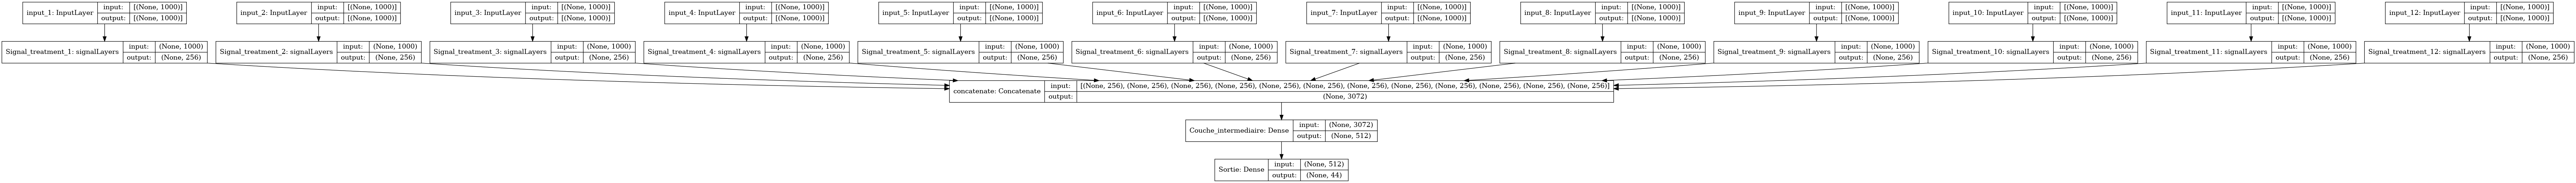 input_1: InputLayer input: [(None, 1000)] output: [(None, 1000)]
input_2: InputLayer input: [(None, 1000)] output: [(None, 1000)]
input_3: InputLayer input: [(None, 1000)] output: [(None, 1000)]
input_4: InputLayer input: [(None, 1000)] output: [(None, 1000)]
input_5: InputLayer input: [(None, 1000)] output: [(None, 1000)]
input_6: InputLayer input: [(None, 1000)] output: [(None, 1000)]
input_7: InputLayer input: [(None, 1000)] output: [(None, 1000)]
input_8: InputLayer input: [(None, 1000)] output: [(None, 1000)]
input_9: InputLayer input: [(None, 1000)] output: [(None, 1000)]
input_10: InputLayer input: [(None, 1000)] output: [(None, 1000)]
input_11: InputLayer input: [(None, 1000)] output: [(None, 1000)]
input_12: InputLayer input: [(None, 1000)] output: [(None, 1000)]
Signal_treatment_1: signalLayers input: (None, 1000) output: (None, 256)
Signal_treatment_2: signalLayers input: (None, 1000) output: (None, 256)
Signal_treatment_3: signalLayers input: (None, 1000) output: (None, 256)
Signal_treatment_4: signalLayers input: (None, 1000) output: (None, 256)
Signal_treatment_5: signalLayers input: (None, 1000) output: (None, 256)
Signal_treatment_6: signalLayers input: (None, 1000) output: (None, 256)
Signal_treatment_7: signalLayers input: (None, 1000) output: (None, 256)
Signal_treatment_8: signalLayers input: (None, 1000) output: (None, 256)
Signal_treatment_9: signalLayers input: (None, 1000) output: (None, 256)
Signal_treatment_10: signalLayers input: (None, 1000) output: (None, 256)
Signal_treatment_11: signalLayers input: (None, 1000) output: (None, 256)
Signal_treatment_12: signalLayers input: (None, 1000) output: (None, 256)
concatenate: Concatenate input: [(None, 256), (None, 256), (None, 256), (None, 256), (None, 256), (None, 256), (None, 256), (None, 256), (None, 256), (None, 256), (None, 256), (None, 256)] output: (None, 3072)
Couche_intermediaire: Dense input: (None, 3072) output: (None, 512)
Sortie: Dense input: (None, 512) output: (None, 44)